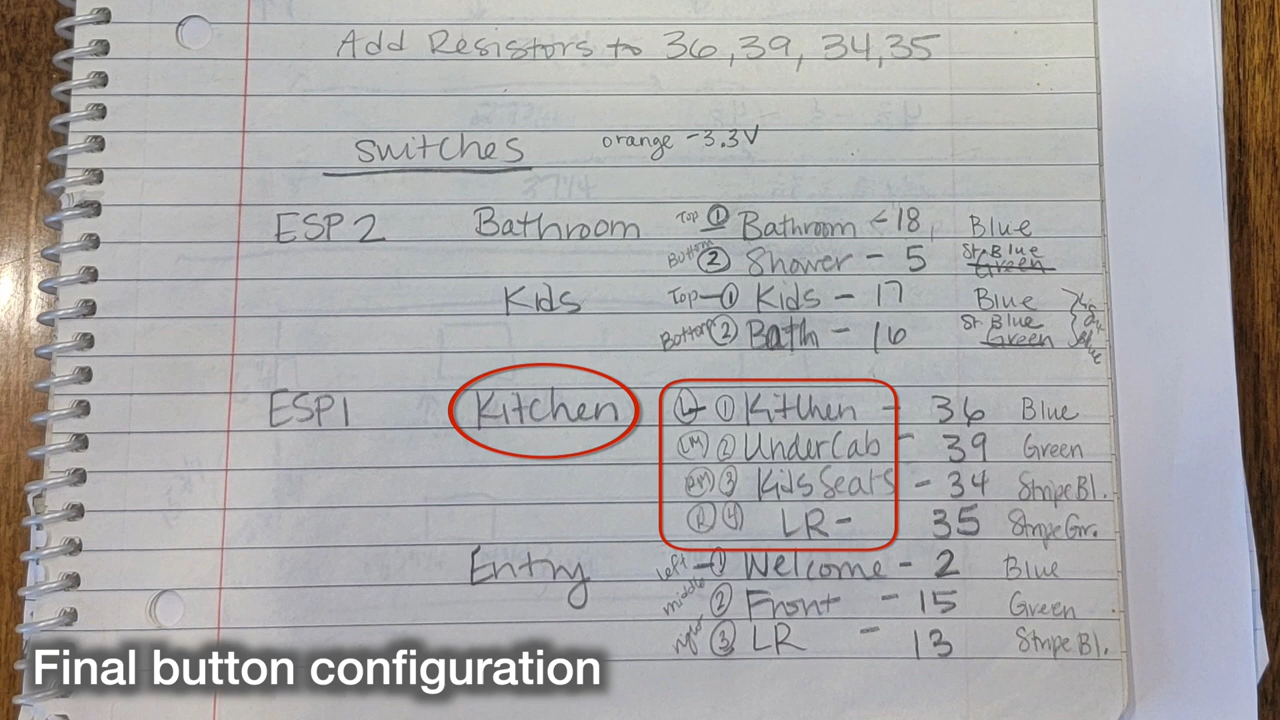 Add Resistors to 36, 39, 34, 35
switches orange - 3.3V
ESP2 Bathroom Top ① Bathroom - 18, Blue
Bottom ② Shower - 5 St. Blue Green
Kids Top - ① Kids - 17 Blue
Bottom ② Bath - 16 St. Blue Green
ESP1 Kitchen L ① Kitchen - 36 Blue
LM ② UnderCab - 39 Green
RM ③ Kids Seats - 34 Stripe Bl.
R ④ LR - 35 Stripe Gr.
Entry left - ① Welcome - 2 Blue
middle ② Front - 15 Green
right ③ LR - 13 Stripe Bl.
Final button configuration